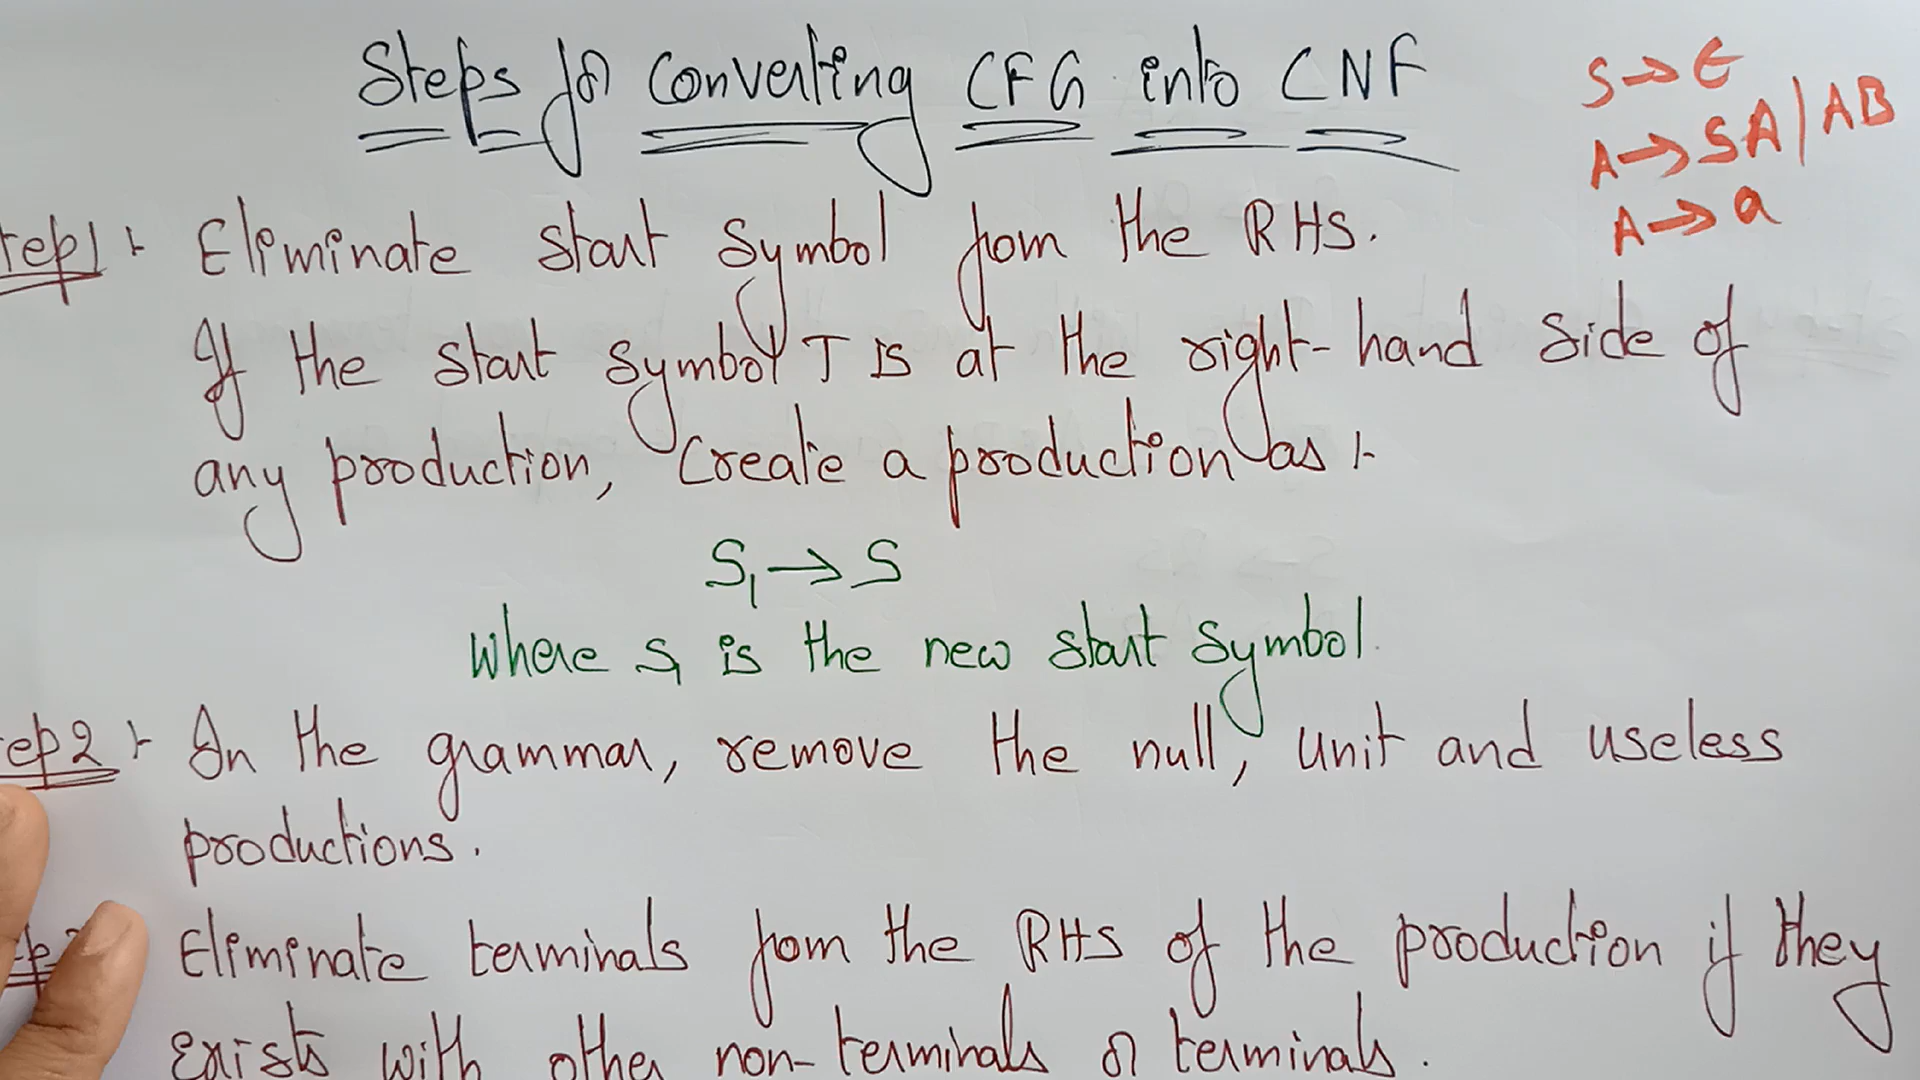 Steps for Converting CFG into CNF
S → ϵ
A → SA | AB
A → a
tep1 :- Eliminate start symbol from the RHS.
If the start symbol T is at the right-hand side of
any production, Create a production as :-
S₁ → S
Where S₁ is the new start symbol.
ep2 :- In the grammar, remove the null, unit and useless
productions.
Eliminate terminals from the RHS of the production if they
exists with other non-terminals or terminals.